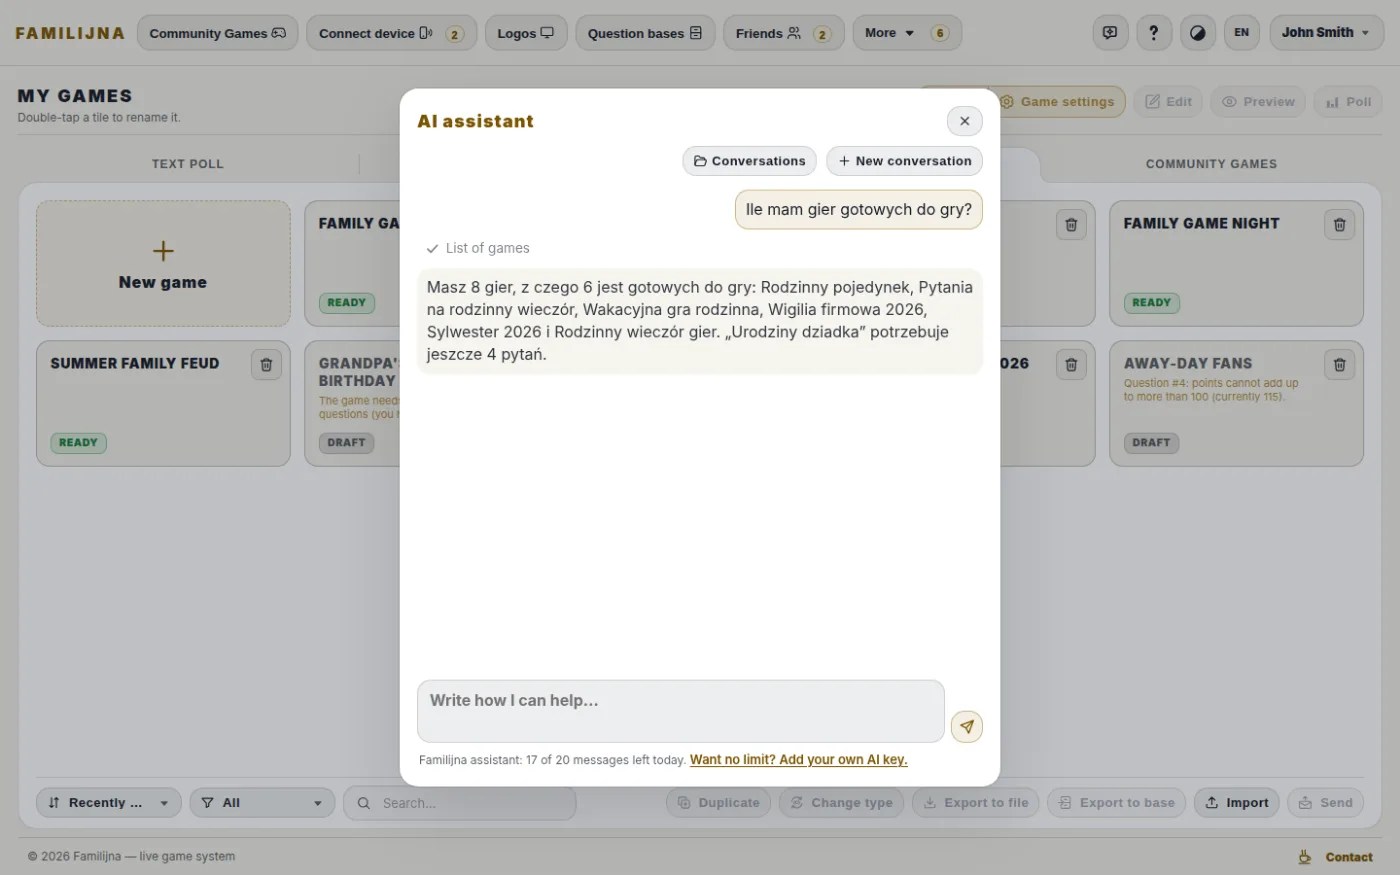 FAMILIJNA
Community Games
Connect device 2
Logos
Question bases
Friends 2
More 6
?
EN
John Smith
MY GAMES
Double-tap a tile to rename it.
Game settings
Edit
Preview
Poll
TEXT POLL
COMMUNITY GAMES
New game
FAMILY GA
READY
FAMILY GAME NIGHT
READY
SUMMER FAMILY FEUD
READY
GRANDPA'
BIRTHDAY
The game need
questions (you
DRAFT
026
AWAY-DAY FANS
Question #4: points cannot add up
to more than 100 (currently 115).
DRAFT
AI assistant
Conversations
New conversation
Ile mam gier gotowych do gry?
List of games
Masz 8 gier, z czego 6 jest gotowych do gry: Rodzinny pojedynek, Pytania
na rodzinny wieczór, Wakacyjna gra rodzinna, Wigilia firmowa 2026,
Sylwester 2026 i Rodzinny wieczór gier. „Urodziny dziadka” potrzebuje
jeszcze 4 pytań.
Write how I can help...
Familijna assistant: 17 of 20 messages left today. Want no limit? Add your own AI key.
Recently ...
All
Search...
Duplicate
Change type
Export to file
Export to base
Import
Send
© 2026 Familijna — live game system
Contact